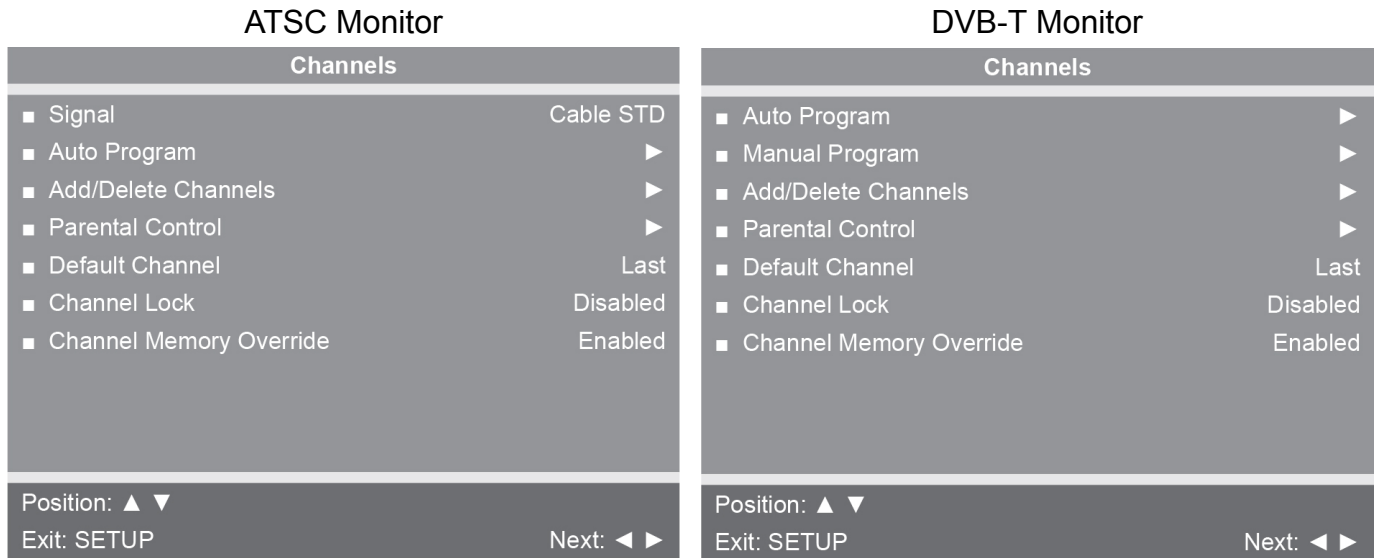 ATSC Monitor
Channels
■ Signal Cable STD
■ Auto Program ►
■ Add/Delete Channels ►
■ Parental Control ►
■ Default Channel Last
■ Channel Lock Disabled
■ Channel Memory Override Enabled
Position: ▲ ▼
Exit: SETUP Next: ◄ ►
DVB-T Monitor
Channels
■ Auto Program ►
■ Manual Program ►
■ Add/Delete Channels ►
■ Parental Control ►
■ Default Channel Last
■ Channel Lock Disabled
■ Channel Memory Override Enabled
Position: ▲ ▼
Exit: SETUP Next: ◄ ►